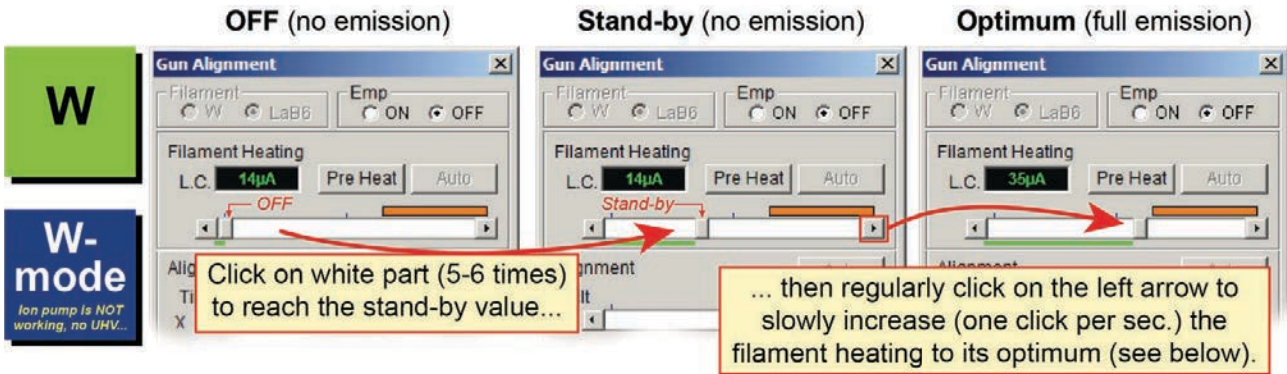 OFF (no emission)
Stand-by (no emission)
Optimum (full emission)
W
W-
mode
Ion pump is NOT
working, no UHV...
Gun Alignment
Filament
W
LaB6
Emp
ON
OFF
Filament Heating
L.C.
14µA
Pre Heat
Auto
OFF
Alig
Ti
X
Click on white part (5-6 times)
to reach the stand-by value...
Gun Alignment
Filament
W
LaB6
Emp
ON
OFF
Filament Heating
L.C.
14µA
Pre Heat
Auto
Stand-by
gnment
lt
Gun Alignment
Filament
W
LaB6
Emp
ON
OFF
Filament Heating
L.C.
35µA
Pre Heat
Auto
... then regularly click on the left arrow to
slowly increase (one click per sec.) the
filament heating to its optimum (see below).